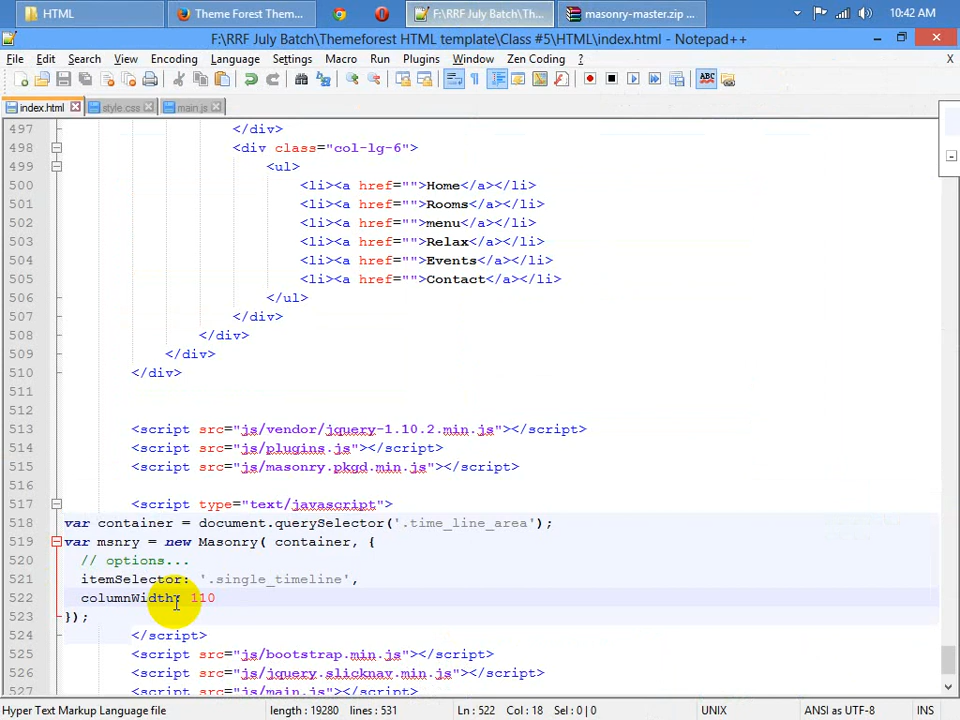 HTML
Theme Forest Them...
F:\RRF July Batch\The...
masonry-master.zip ...
10:42 AM
F:\RRF July Batch\Themeforest HTML template\Class #5\HTML\index.html - Notepad++
File Edit Search View Encoding Language Settings Macro Run Plugins Window Zen Coding ? X
ABC
index.html style.css main.js
497 </div>
498 <div class="col-lg-6">
499 <ul>
500 <li><a href="">Home</a></li>
501 <li><a href="">Rooms</a></li>
502 <li><a href="">menu</a></li>
503 <li><a href="">Relax</a></li>
504 <li><a href="">Events</a></li>
505 <li><a href="">Contact</a></li>
506 </ul>
507 </div>
508 </div>
509 </div>
510 </div>
511
512
513 <script src="js/vendor/jquery-1.10.2.min.js"></script>
514 <script src="js/plugins.js"></script>
515 <script src="js/masonry.pkgd.min.js"></script>
516
517 <script type="text/javascript">
518 var container = document.querySelector('.time_line_area');
519 var msnry = new Masonry( container, {
520 // options...
521 itemSelector: '.single_timeline',
522 columnWidth: 110
523 });
524 </script>
525 <script src="js/bootstrap.min.js"></script>
526 <script src="js/jquery.slicknav.min.js"></script>
527 <script src="js/main.js"></script>
Hyper Text Markup Language file length : 19280 lines : 531 Ln : 522 Col : 18 Sel : 0 | 0 UNIX ANSI as UTF-8 INS